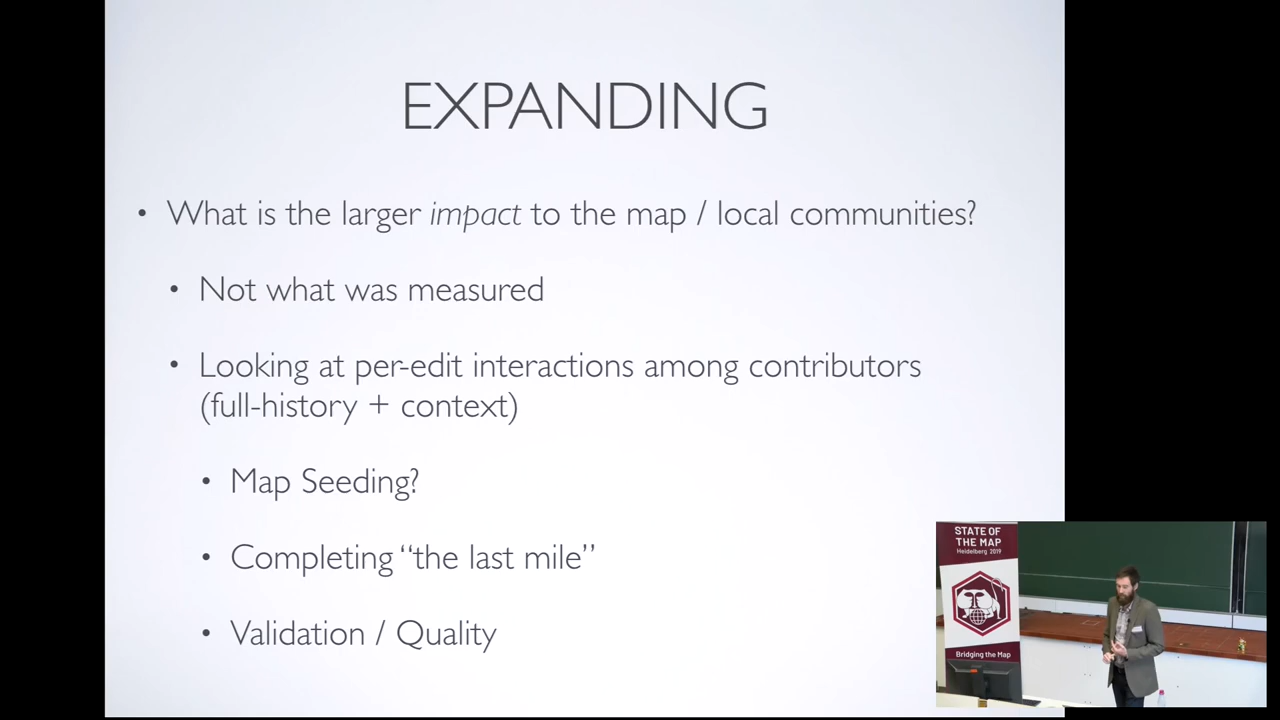 EXPANDING
• What is the larger impact to the map / local communities?
• Not what was measured
• Looking at per-edit interactions among contributors
(full-history + context)
• Map Seeding?
• Completing “the last mile”
• Validation / Quality
STATE OF
THE MAP
Heidelberg 2019
Bridging the Map